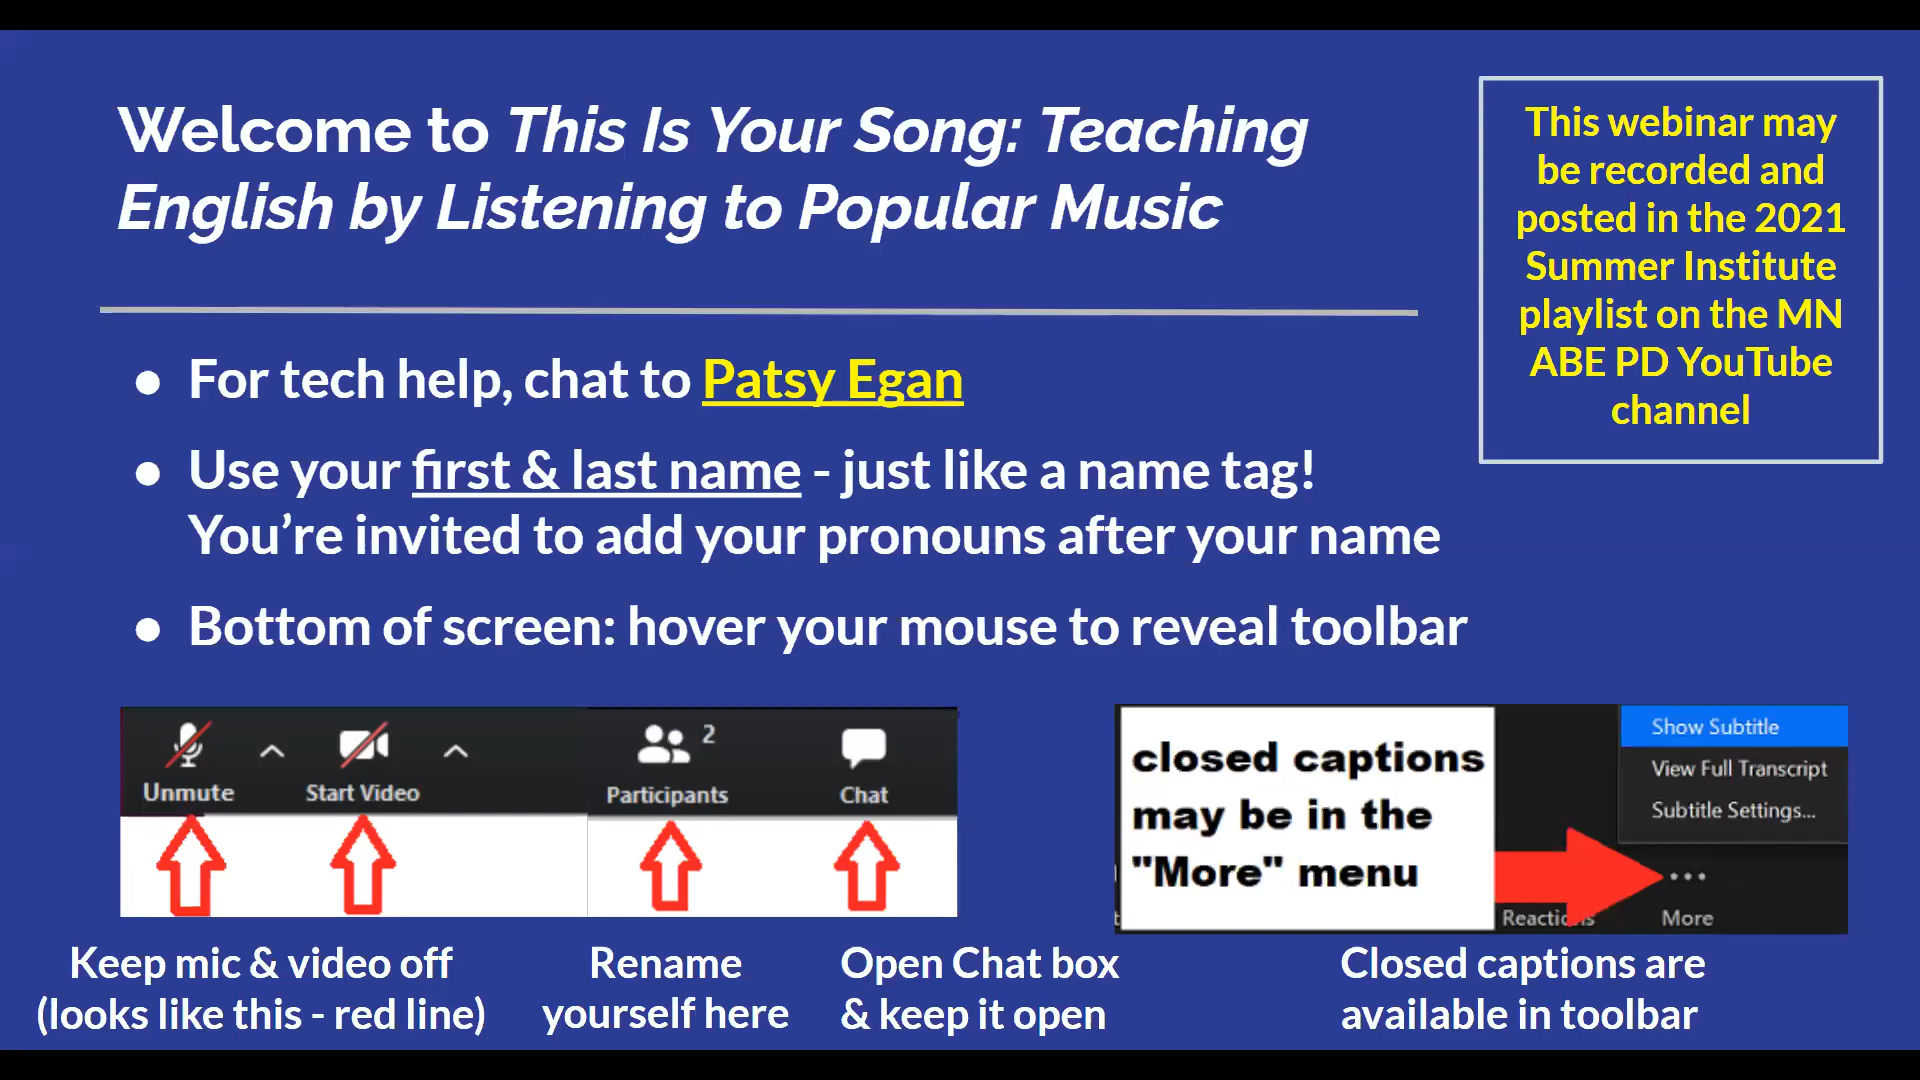 Welcome to This Is Your Song: Teaching
English by Listening to Popular Music
This webinar may
be recorded and
posted in the 2021
Summer Institute
playlist on the MN
ABE PD YouTube
channel
● For tech help, chat to Patsy Egan
● Use your first & last name - just like a name tag!
You’re invited to add your pronouns after your name
● Bottom of screen: hover your mouse to reveal toolbar
Unmute
Start Video
2
Participants
Chat
closed captions
may be in the
"More" menu
Show Subtitle
View Full Transcript
Subtitle Settings...
Reactions
More
Keep mic & video off
(looks like this - red line)
Rename
yourself here
Open Chat box
& keep it open
Closed captions are
available in toolbar